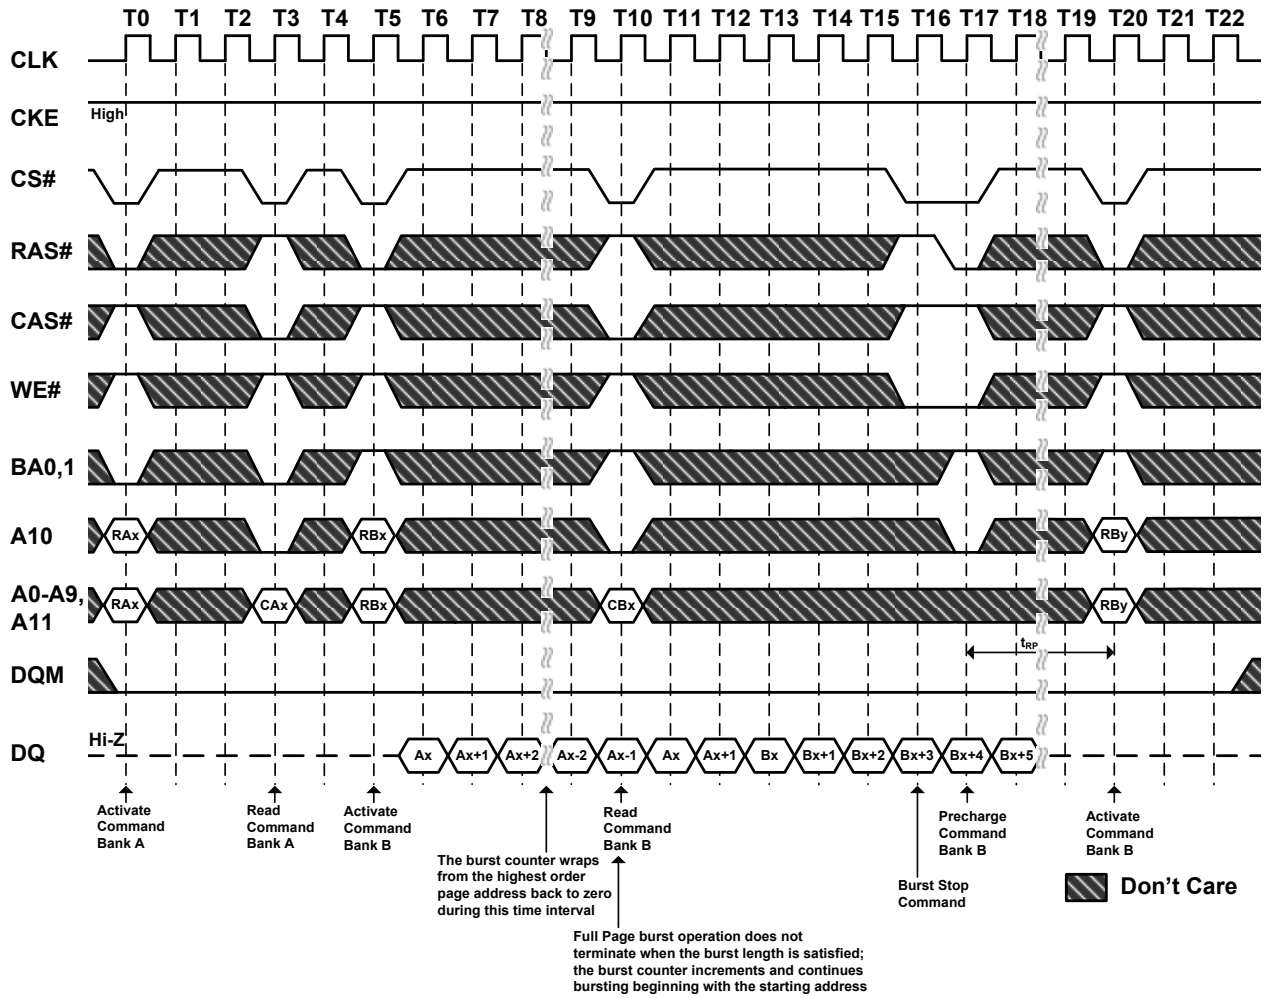 T0 T1 T2 T3 T4 T5 T6 T7 T8 T9 T10 T11 T12 T13 T14 T15 T16 T17 T18 T19 T20 T21 T22
CLK
CKE High
CS#
RAS#
CAS#
WE#
BA0,1
A10 RAx RBx RBy
A0-A9,
A11
RAx CAx RBx CBx RBy
tRP
DQM
DQ Hi-Z Ax Ax+1 Ax+2 Ax-2 Ax-1 Ax Ax+1 Bx Bx+1 Bx+2 Bx+3 Bx+4 Bx+5
Activate
Command
Bank A
Read
Command
Bank A
Activate
Command
Bank B
The burst counter wraps
from the highest order
page address back to zero
during this time interval
Read
Command
Bank B
Full Page burst operation does not
terminate when the burst length is satisfied;
the burst counter increments and continues
bursting beginning with the starting address
Burst Stop
Command
Precharge
Command
Bank B
Activate
Command
Bank B
Don't Care